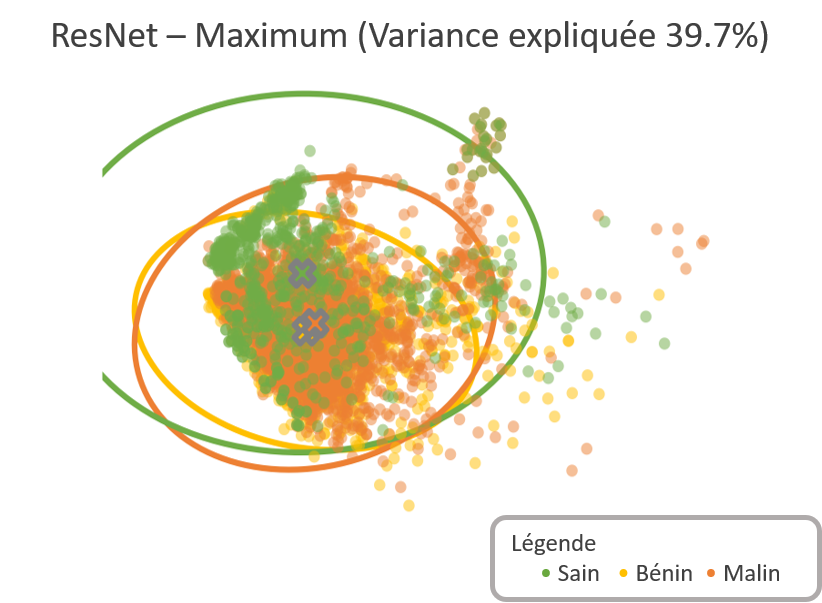 ResNet – Maximum (Variance expliquée 39.7%)
Légende
Sain Bénin Malin